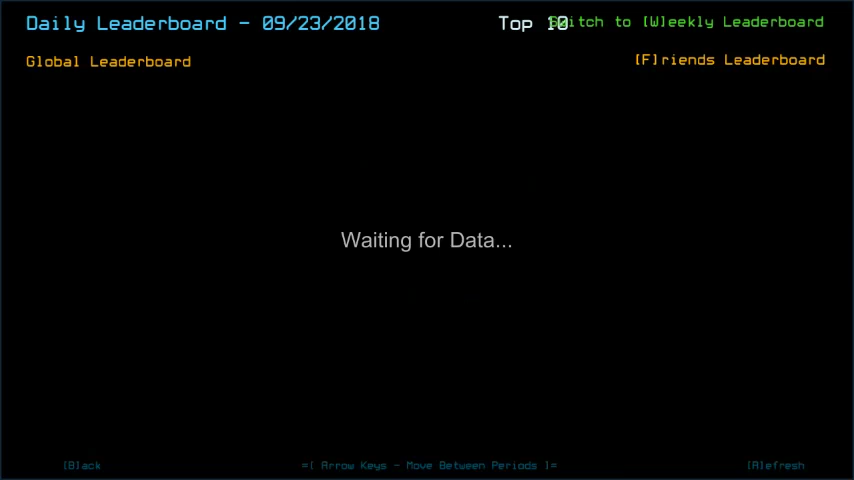 Daily Leaderboard - 09/23/2018
Top 10
Switch to [W]eekly Leaderboard
Global Leaderboard
[F]riends Leaderboard
Waiting for Data...
[B]ack
=[ Arrow Keys - Move Between Periods ]=
[R]efresh